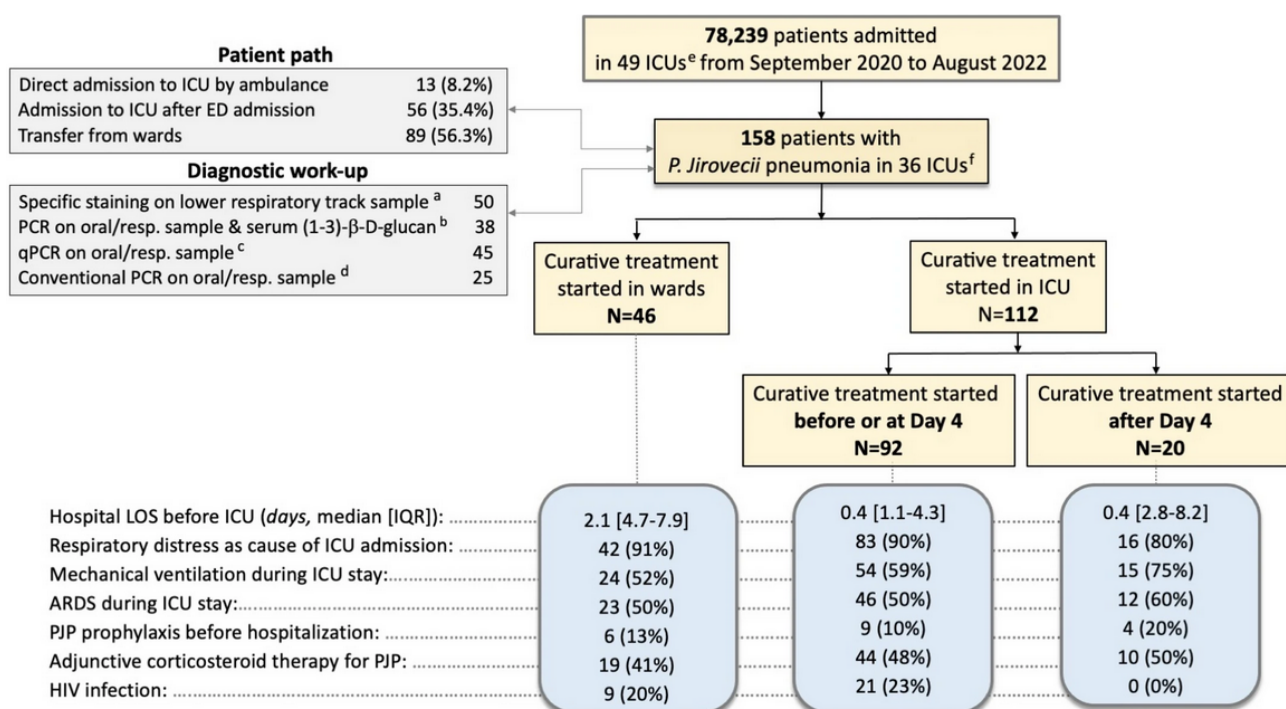 78,239 patients admitted
in 49 ICUsᵉ from September 2020 to August 2022
Patient path
Direct admission to ICU by ambulance 13 (8.2%)
Admission to ICU after ED admission 56 (35.4%)
Transfer from wards 89 (56.3%)
158 patients with
P. Jirovecii pneumonia in 36 ICUsᶠ
Diagnostic work-up
Specific staining on lower respiratory track sample ᵃ 50
PCR on oral/resp. sample & serum (1-3)-β-D-glucan ᵇ 38
qPCR on oral/resp. sample ᶜ 45
Conventional PCR on oral/resp. sample ᵈ 25
Curative treatment
started in wards
N=46
Curative treatment
started in ICU
N=112
Curative treatment started
before or at Day 4
N=92
Curative treatment started
after Day 4
N=20
Hospital LOS before ICU (days, median [IQR]): 2.1 [4.7-7.9] 0.4 [1.1-4.3] 0.4 [2.8-8.2]
Respiratory distress as cause of ICU admission: 42 (91%) 83 (90%) 16 (80%)
Mechanical ventilation during ICU stay: 24 (52%) 54 (59%) 15 (75%)
ARDS during ICU stay: 23 (50%) 46 (50%) 12 (60%)
PJP prophylaxis before hospitalization: 6 (13%) 9 (10%) 4 (20%)
Adjunctive corticosteroid therapy for PJP: 19 (41%) 44 (48%) 10 (50%)
HIV infection: 9 (20%) 21 (23%) 0 (0%)